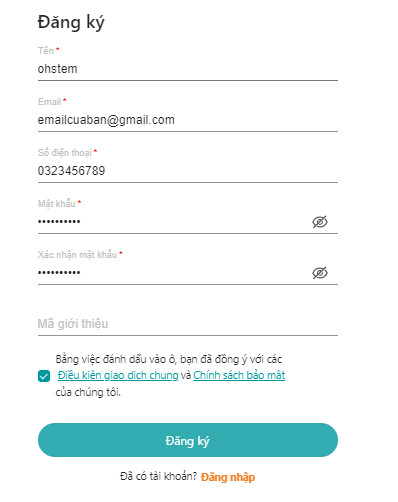 Đăng ký
Tên *
ohstem
Email *
emailcuaban@gmail.com
Số điện thoại *
0323456789
Mật khẩu *
••••••••••
Xác nhận mật khẩu *
••••••••••
Mã giới thiệu
Bằng việc đánh dấu vào ô, bạn đã đồng ý với các
Điều kiện giao dịch chung và Chính sách bảo mật
của chúng tôi.
Đăng ký
Đã có tài khoản? Đăng nhập